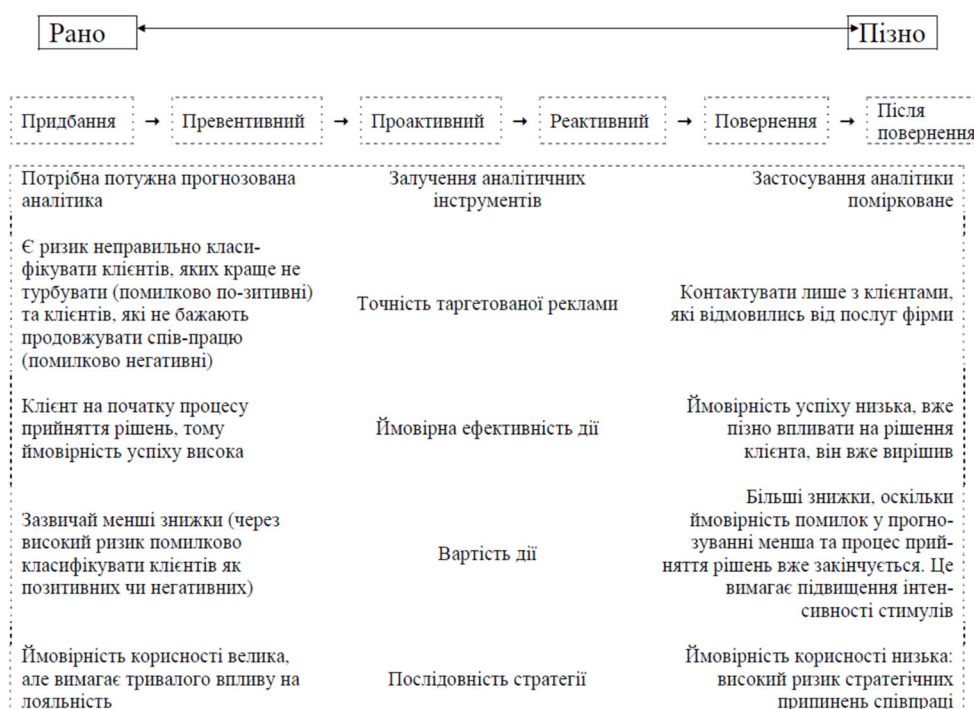 Рано
Пізно
Придбання → Превентивний → Проактивний → Реактивний → Повернення → Після
повернення
Потрібна потужна прогнозована
аналітика
Залучення аналітичних
інструментів
Застосування аналітики
помірковане
Є ризик неправильно класи-
фікувати клієнтів, яких краще не
турбувати (помилково по-зитивні)
та клієнтів, які не бажають
продовжувати спів-працю
(помилково негативні)
Точність таргетованої реклами
Контактувати лише з клієнтами,
які відмовились від послуг фірми
Клієнт на початку процесу
прийняття рішень, тому
ймовірність успіху висока
Ймовірна ефективність дії
Ймовірність успіху низька, вже
пізно впливати на рішення
клієнта, він вже вирішив
Зазвичай менші знижки (через
високий ризик помилково
класифікувати клієнтів як
позитивних чи негативних)
Вартість дії
Більші знижки, оскільки
ймовірність помилок у прогно-
зуванні менша та процес прий-
няття рішень вже закінчується. Це
вимагає підвищення інтен-
сивності стимулів
Ймовірність корисності велика,
але вимагає тривалого впливу на
лояльність
Послідовність стратегії
Ймовірність корисності низька:
високий ризик стратегічних
припинень співпраці